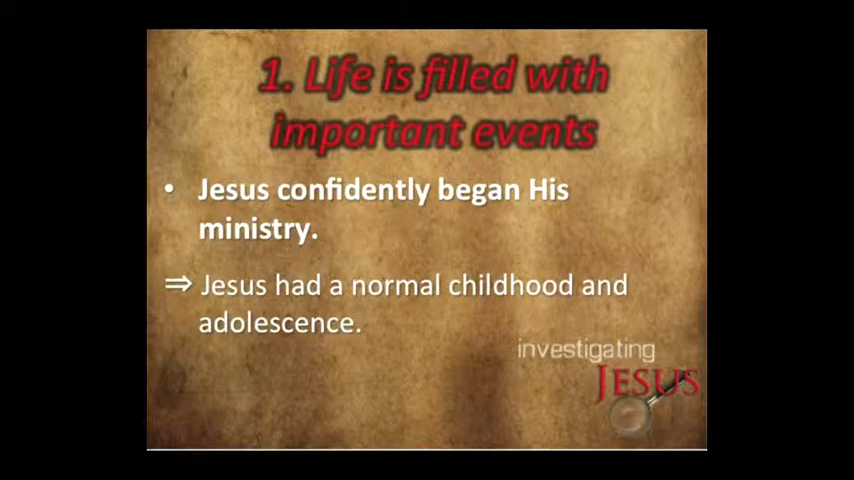 1. Life is filled with
important events
• Jesus confidently began His
ministry.
⇒ Jesus had a normal childhood and
adolescence.
investigating
JESUS